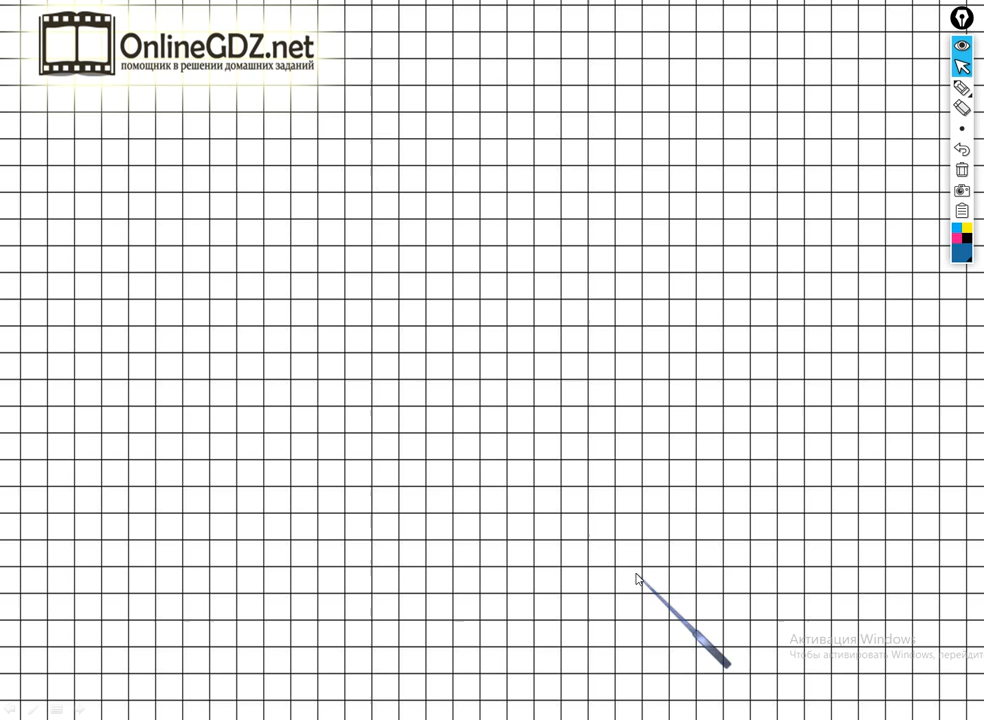 OnlineGDZ.net
помощник в решении домашних заданий
Активация Windows
Чтобы активировать Windows, перейдит